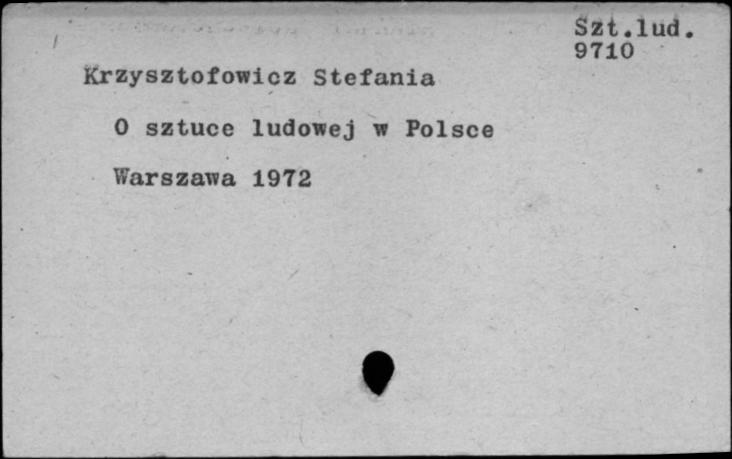 Szt.lud.
9710
Krzysztofowicz Stefania
O sztuce ludowej w Polsce
Warszawa 1972